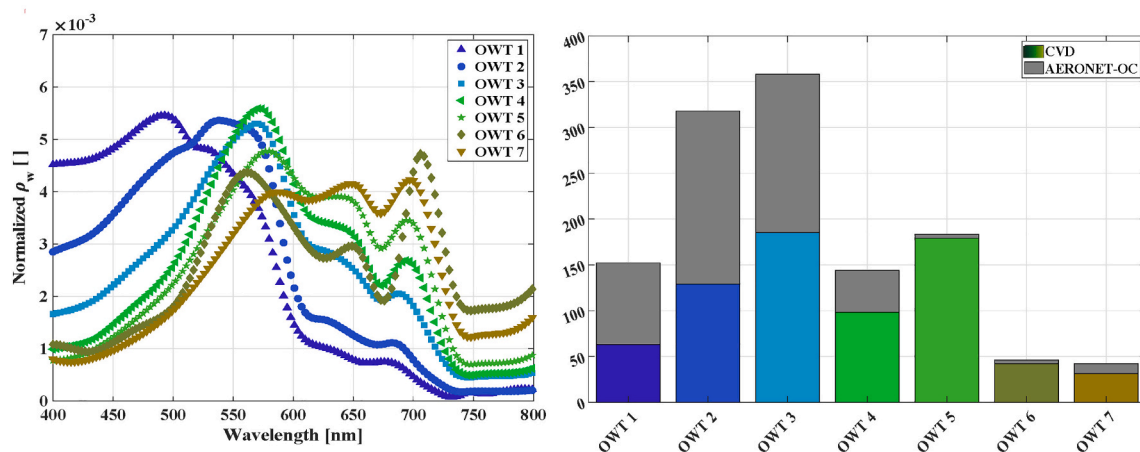 ×10⁻³
7
6
5
4
3
2
1
0
Normalized ρw [ ]
400
450
500
550
600
650
700
750
800
Wavelength [nm]
OWT 1
OWT 2
OWT 3
OWT 4
OWT 5
OWT 6
OWT 7
400
350
300
250
200
150
100
50
0
CVD
AERONET-OC
OWT 1
OWT 2
OWT 3
OWT 4
OWT 5
OWT 6
OWT 7